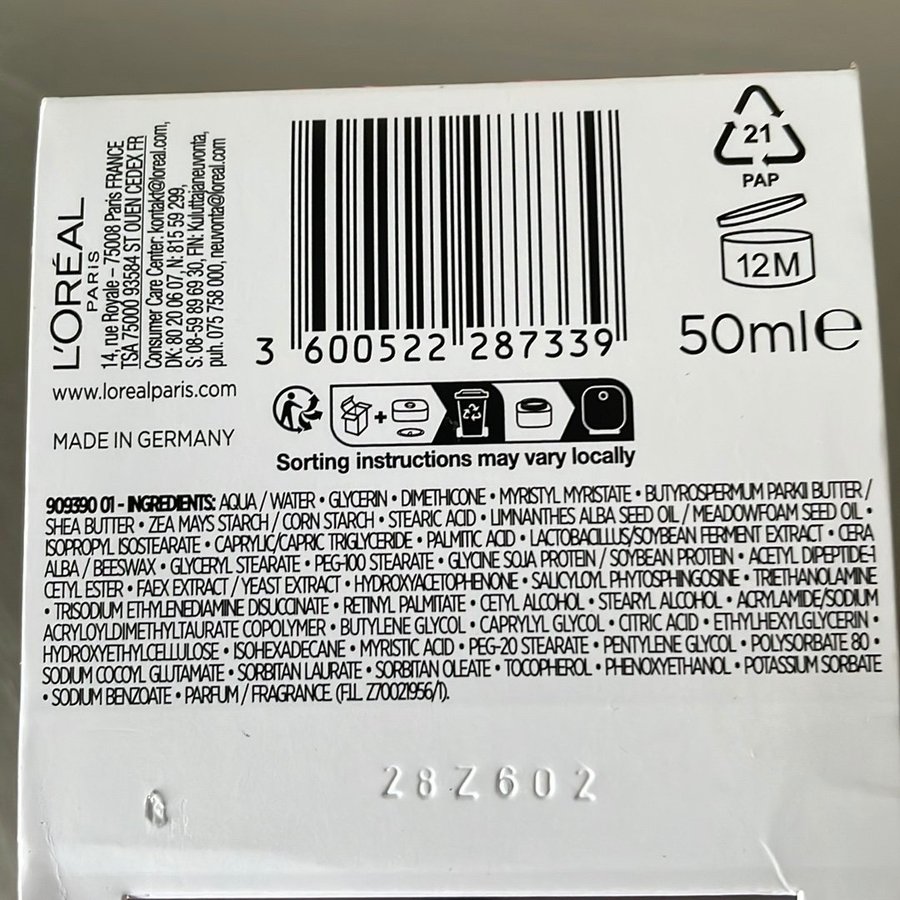 L'ORÉAL
PARIS
14, rue Royale – 75008 Paris FRANCE
TSA 75000 93584 ST OUEN CEDEX FR
Consumer Care Center: kontakt@loreal.com,
DK: 80 20 06 07, N: 815 59 299,
S: 08-59 89 69 30, FIN: Kuluttajaneuvonta,
puh. 075 758 000, neuvonta@loreal.com
www.lorealparis.com
MADE IN GERMANY
3 600522 287339
21
PAP
12M
50ml e
Sorting instructions may vary locally
909390 01 - INGREDIENTS: AQUA / WATER • GLYCERIN • DIMETHICONE • MYRISTYL MYRISTATE • BUTYROSPERMUM PARKII BUTTER /
SHEA BUTTER • ZEA MAYS STARCH / CORN STARCH • STEARIC ACID • LIMNANTHES ALBA SEED OIL / MEADOWFOAM SEED OIL •
ISOPROPYL ISOSTEARATE • CAPRYLIC/CAPRIC TRIGLYCERIDE • PALMITIC ACID • LACTOBACILLUS/SOYBEAN FERMENT EXTRACT • CERA
ALBA / BEESWAX • GLYCERYL STEARATE • PEG-100 STEARATE • GLYCINE SOJA PROTEIN / SOYBEAN PROTEIN • ACETYL DIPEPTIDE-1
CETYL ESTER • FAEX EXTRACT / YEAST EXTRACT • HYDROXYACETOPHENONE • SALICYLOYL PHYTOSPHINGOSINE • TRIETHANOLAMINE
• TRISODIUM ETHYLENEDIAMINE DISUCCINATE • RETINYL PALMITATE • CETYL ALCOHOL • STEARYL ALCOHOL • ACRYLAMIDE/SODIUM
ACRYLOYLDIMETHYLTAURATE COPOLYMER • BUTYLENE GLYCOL • CAPRYLYL GLYCOL • CITRIC ACID • ETHYLHEXYLGLYCERIN •
HYDROXYETHYLCELLULOSE • ISOHEXADECANE • MYRISTIC ACID • PEG-20 STEARATE • PENTYLENE GLYCOL • POLYSORBATE 80 •
SODIUM COCOYL GLUTAMATE • SORBITAN LAURATE • SORBITAN OLEATE • TOCOPHEROL • PHENOXYETHANOL • POTASSIUM SORBATE
• SODIUM BENZOATE • PARFUM / FRAGRANCE. (F.I.L. Z70021956/1).
28Z602